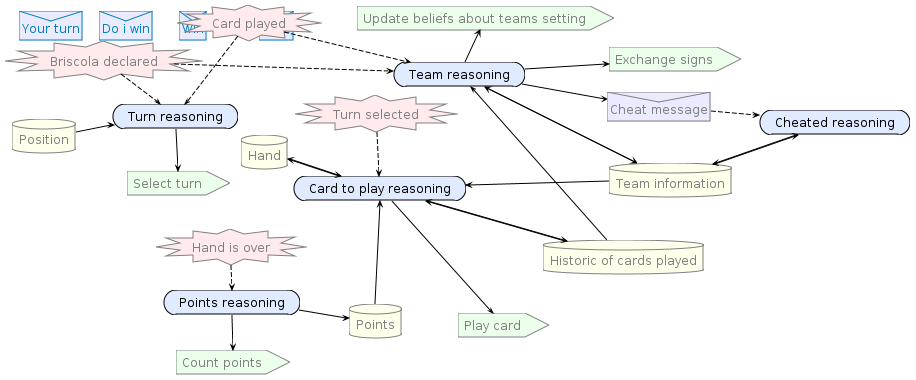 Update beliefs about teams setting
Your turn
Do i win
Card played
Briscola declared
Exchange signs
Team reasoning
Cheat message
Turn reasoning
Turn selected
Cheated reasoning
Position
Hand
Select turn
Card to play reasoning
Team information
Hand is over
Historic of cards played
Points reasoning
Points
Play card
Count points